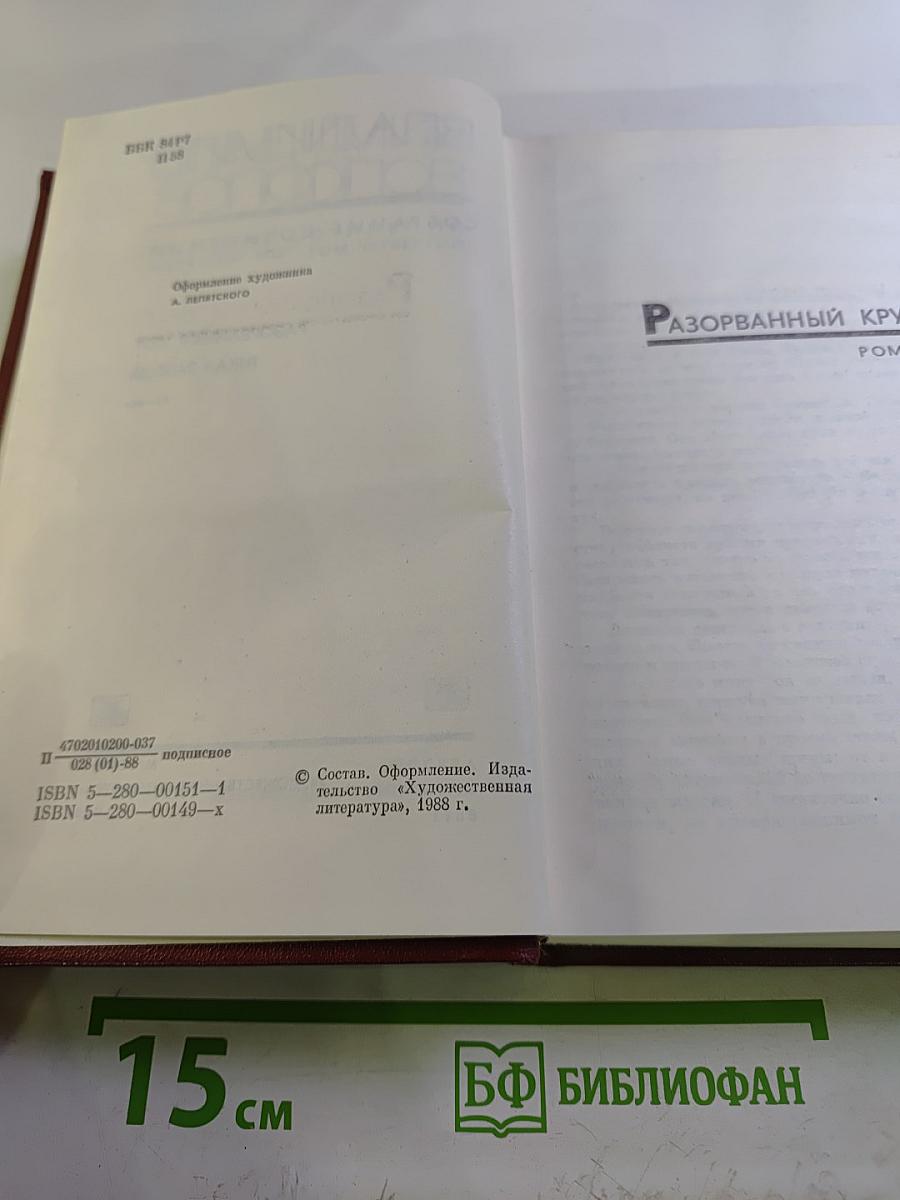 ББК 84Р7
П58
Оформление художника
А. ЛЕПЯТСКОГО
РАЗОРВАННЫЙ КРУ
РОМ
П 4702010200-037
028 (01)-88 подписное
ISBN 5—280—00151—1
ISBN 5—280—00149—х
© Состав. Оформление. Изда-
тельство «Художественная
литература», 1988 г.
15 см
БФ БИБЛИОФАН